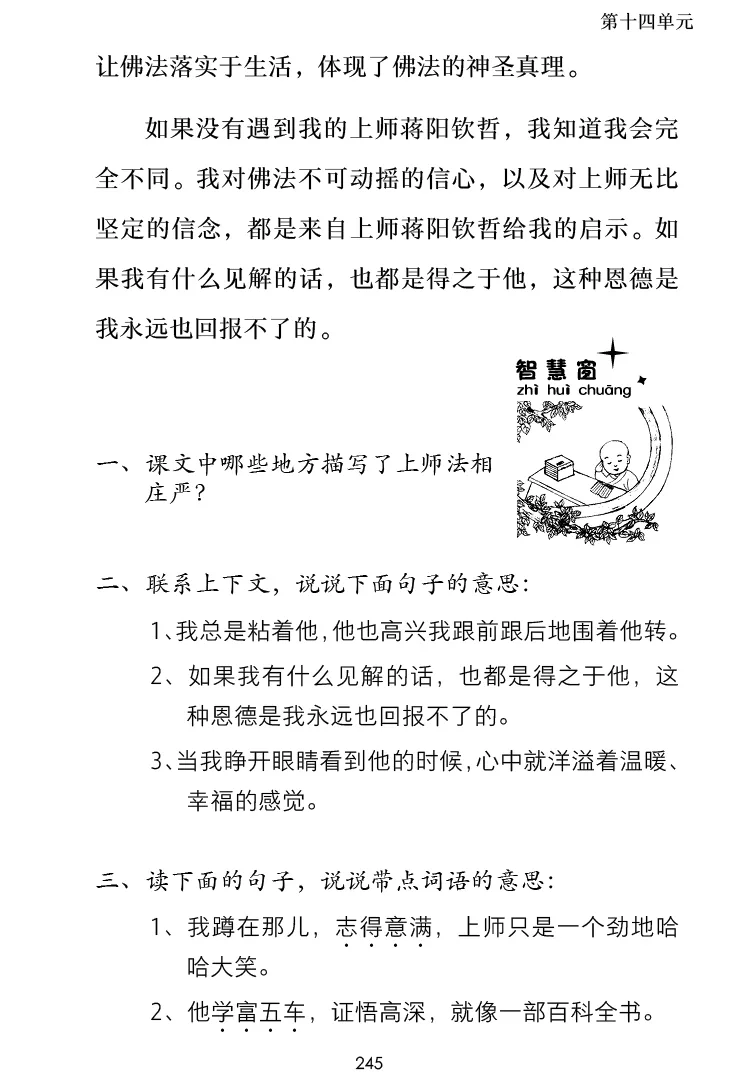 第十四单元
让佛法落实于生活，体现了佛法的神圣真理。
如果没有遇到我的上师蒋阳钦哲，我知道我会完
全不同。我对佛法不可动摇的信心，以及对上师无比
坚定的信念，都是来自上师蒋阳钦哲给我的启示。如
果我有什么见解的话，也都是得之于他，这种恩德是
我永远也回报不了的。
智慧窗
zhì huì chuāng
一、课文中哪些地方描写了上师法相
庄严？
二、联系上下文，说说下面句子的意思：
1、我总是粘着他，他也高兴我跟前跟后地围着他转。
2、如果我有什么见解的话，也都是得之于他，这
种恩德是我永远也回报不了的。
3、当我睁开眼睛看到他的时候，心中就洋溢着温暖、
幸福的感觉。
三、读下面的句子，说说带点词语的意思：
1、我蹲在那儿，志得意满，上师只是一个劲地哈
哈大笑。
2、他学富五车，证悟高深，就像一部百科全书。
245